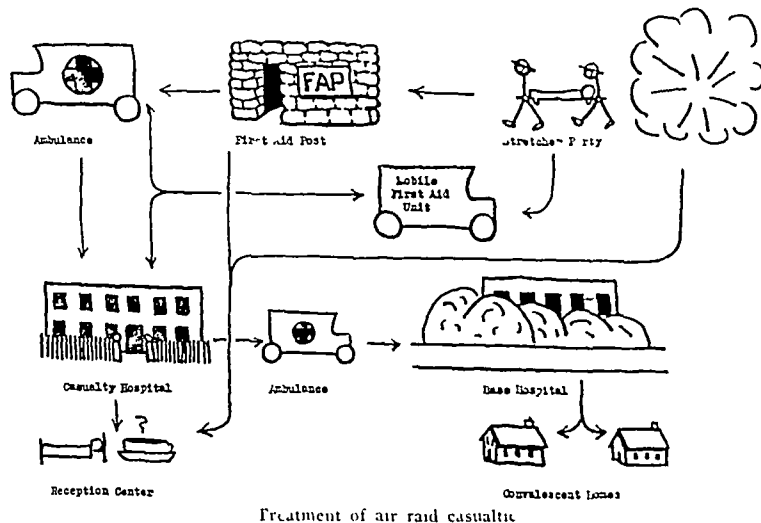 FAP
Ambulance
First Aid Post
Stretcher Party
Mobile
First Aid
Unit
Casualty Hospital
Ambulance
Base Hospital
?
Reception Center
Convalescent Homes
Treatment of air raid casualtie